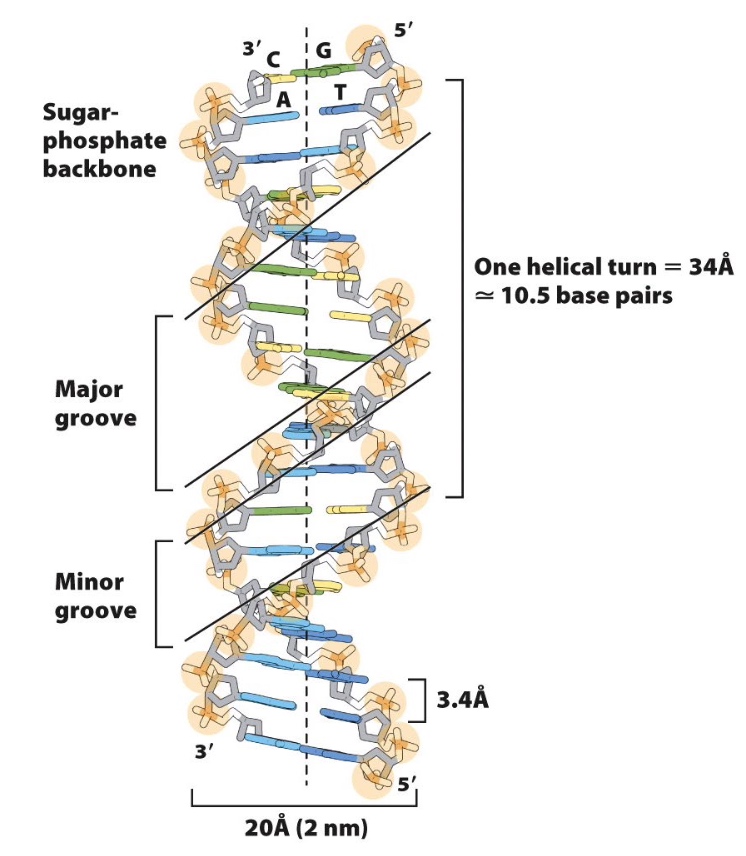 5′
3′
C
G
A
T
Sugar-
phosphate
backbone
One helical turn = 34Å
≃ 10.5 base pairs
Major
groove
Minor
groove
3.4Å
3′
5′
20Å (2 nm)